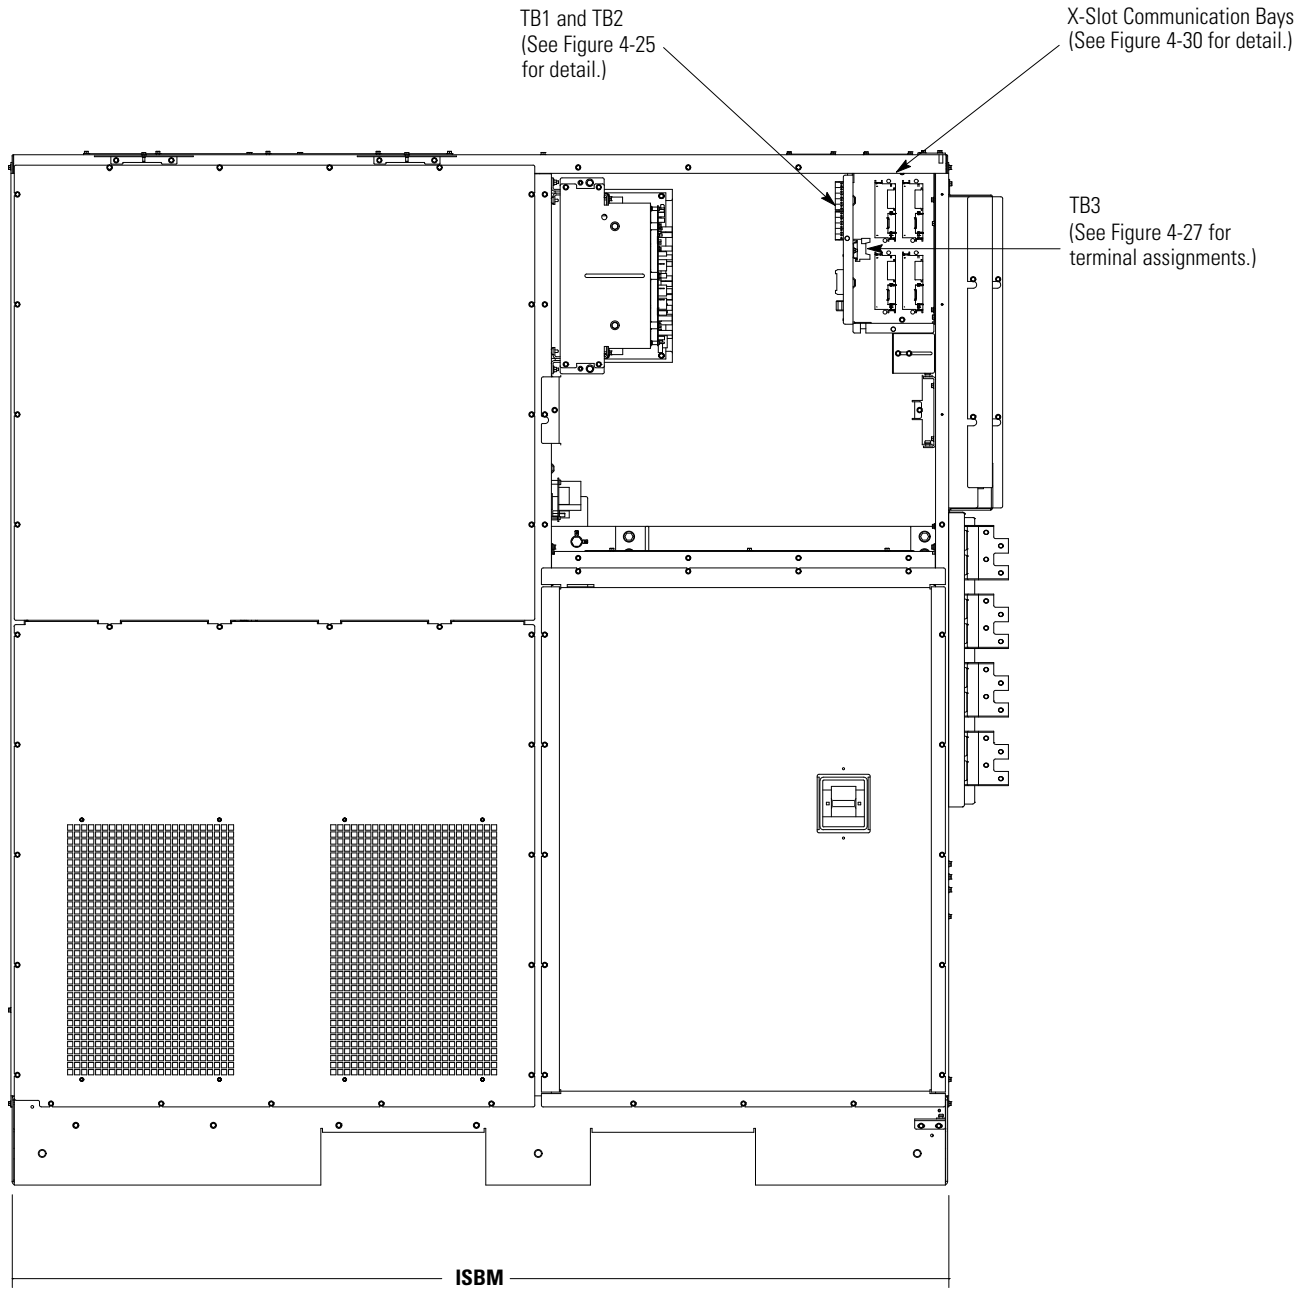 TB1 and TB2
(See Figure 4-25
for detail.)
X-Slot Communication Bays
(See Figure 4-30 for detail.)
TB3
(See Figure 4-27 for
terminal assignments.)
ISBM